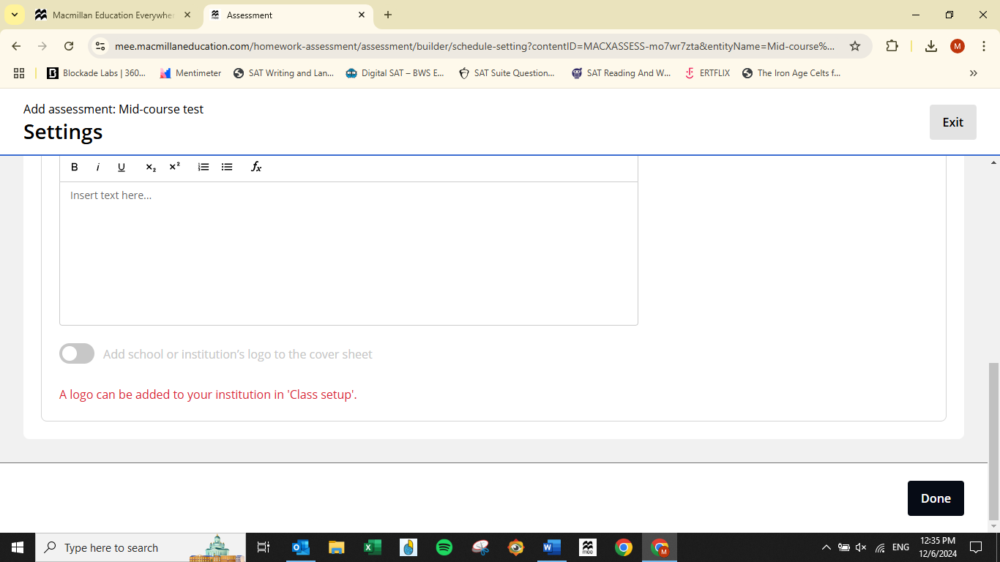 Macmillan Education Everywhe
Assessment
mee.macmillaneducation.com/homework-assessment/assessment/builder/schedule-setting?contentID=MACXASSESS-mo7wr7zta&entityName=Mid-course%...
M
Blockade Labs | 360...
Mentimeter
SAT Writing and Lan...
Digital SAT – BWS E...
SAT Suite Question...
SAT Reading And W...
ERTFLIX
The Iron Age Celts f...
Add assessment: Mid-course test
Settings
Exit
B i U x₂ x² fx
Insert text here...
Add school or institution's logo to the cover sheet
A logo can be added to your institution in 'Class setup'.
Done
Type here to search
mee
M
ENG
12:35 PM
12/6/2024